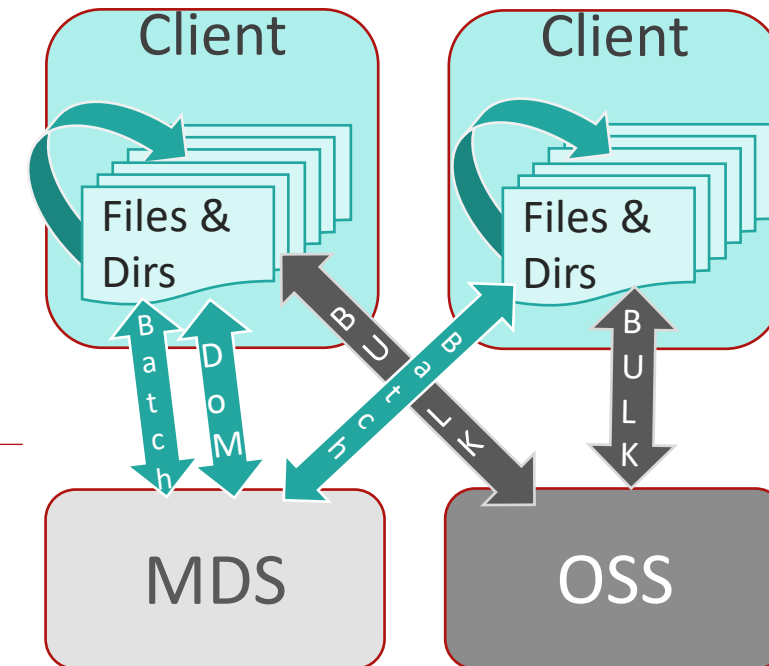 Client
Client
Files &
Dirs
Files &
Dirs
Batch
DoM
BULK
Batch
BULK
MDS
OSS